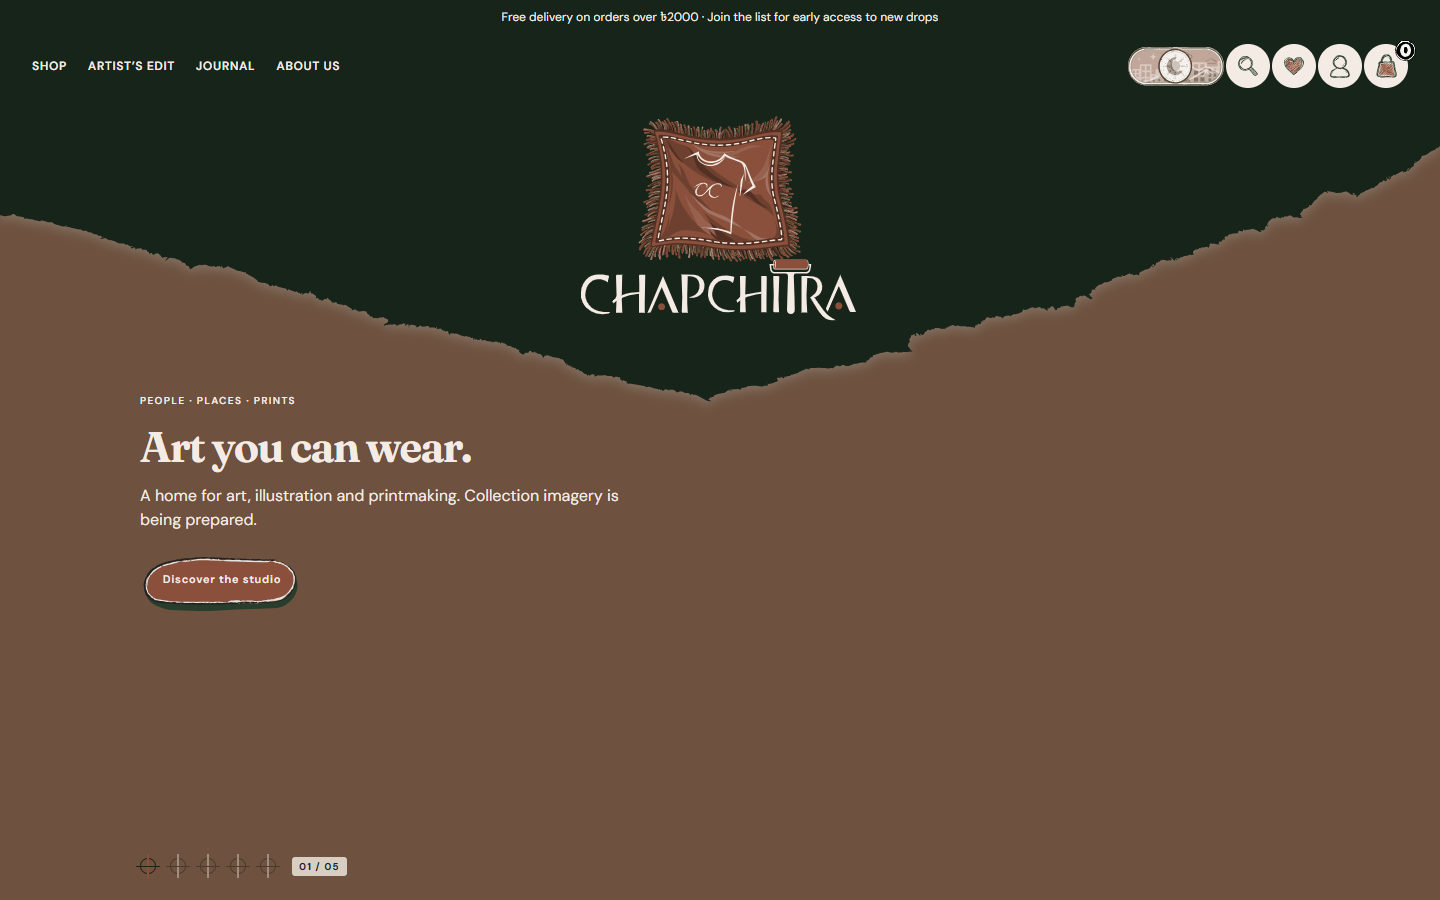 Free delivery on orders over ৳2000 · Join the list for early access to new drops
SHOP ARTIST’S EDIT JOURNAL ABOUT US
0
CC
CHAPCHITRA
PEOPLE · PLACES · PRINTS
Art you can wear.
A home for art, illustration and printmaking. Collection imagery is
being prepared.
Discover the studio
01 / 05